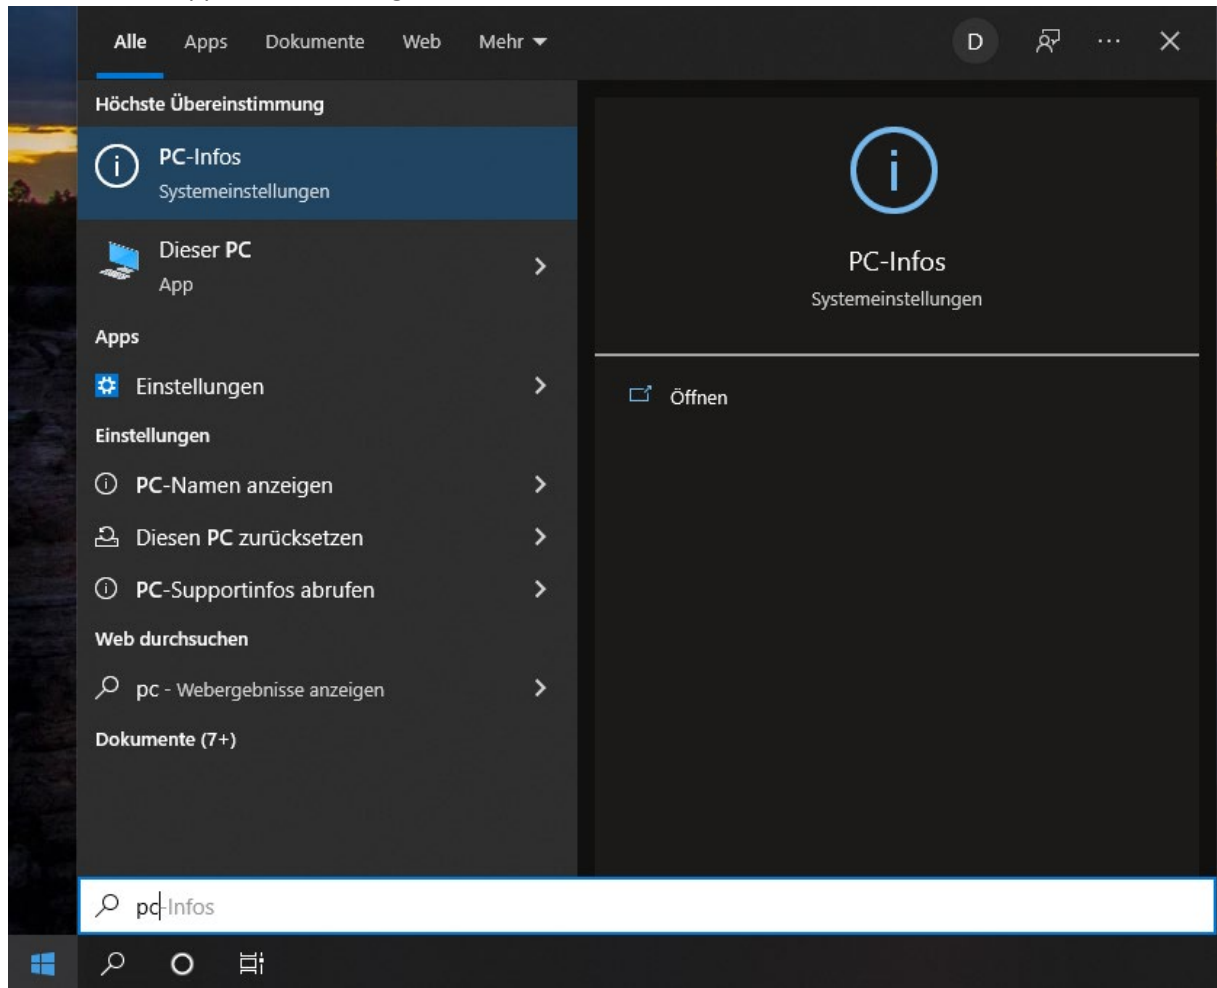 Alle Apps Dokumente Web Mehr D
Höchste Übereinstimmung
PC-Infos
Systemeinstellungen
Dieser PC
App
Apps
Einstellungen
Einstellungen
PC-Namen anzeigen
Diesen PC zurücksetzen
PC-Supportinfos abrufen
Web durchsuchen
pc - Webergebnisse anzeigen
Dokumente (7+)
PC-Infos
Systemeinstellungen
Öffnen
pc-Infos